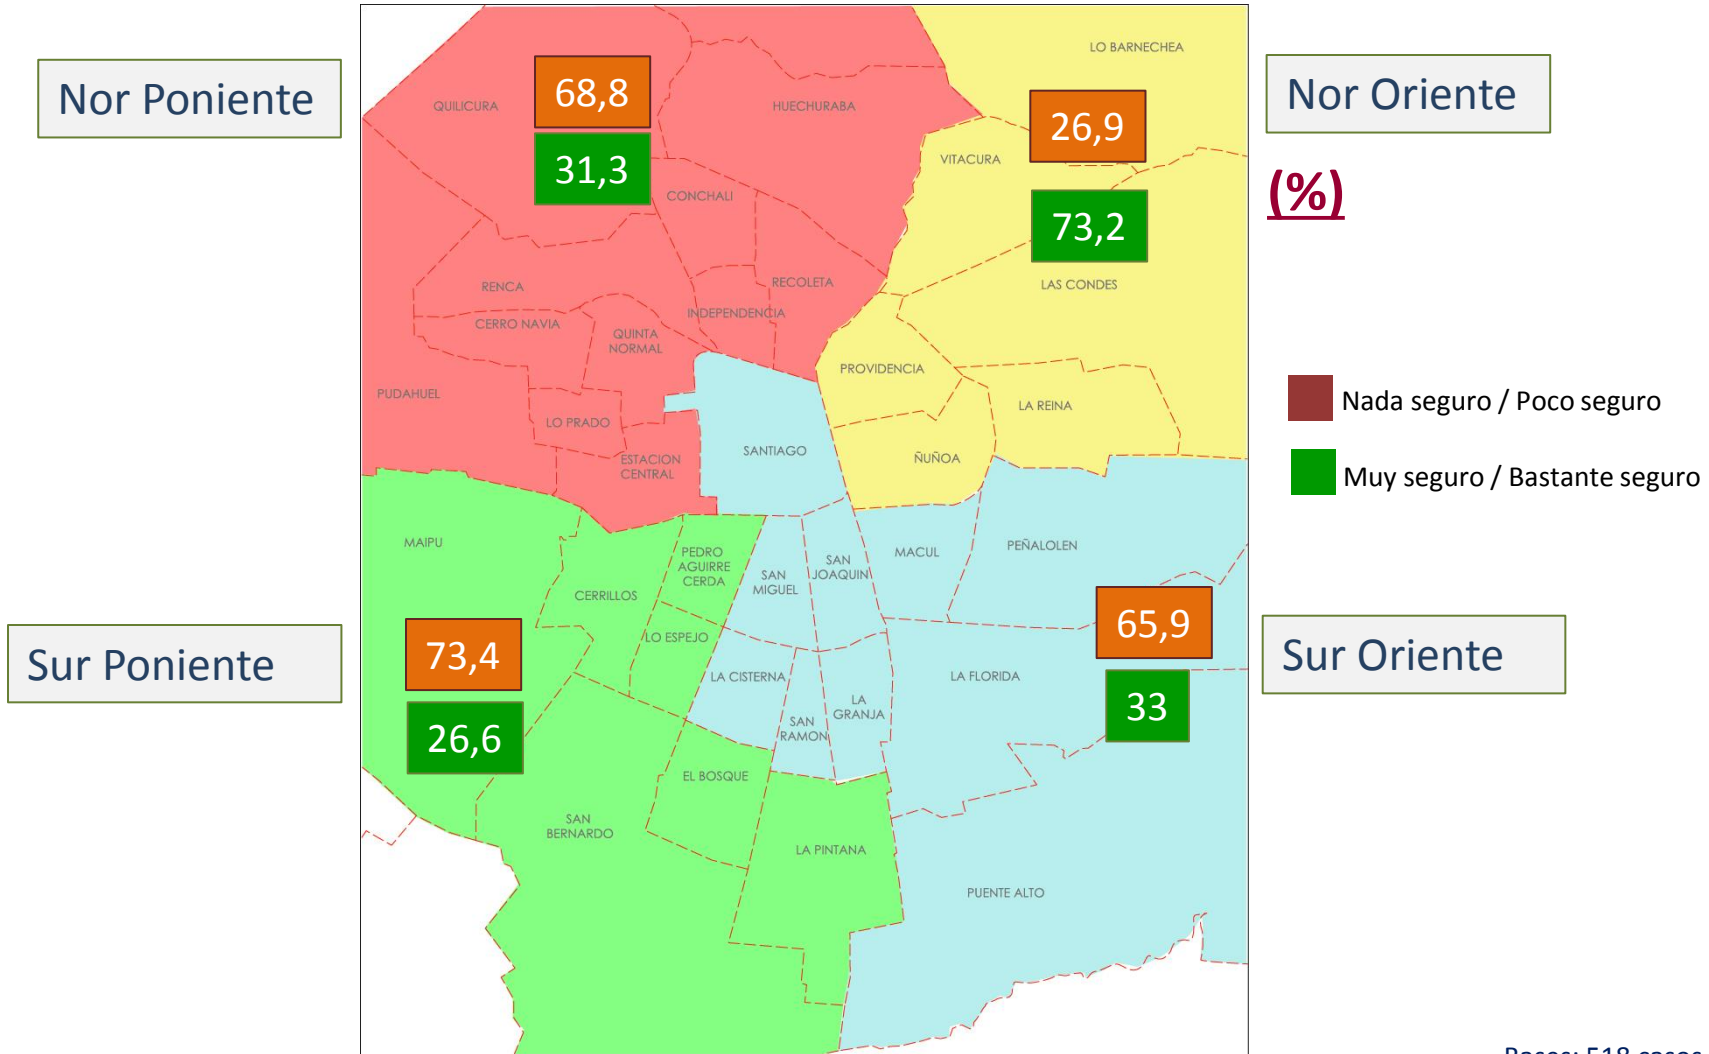 LO BARNECHEA
Nor Poniente
68,8
Nor Oriente
QUILICURA
HUECHURABA
26,9
31,3
VITACURA
(%)
CONCHALI
73,2
RENCA
RECOLETA
LAS CONDES
INDEPENDENCIA
CERRO NAVIA
QUINTA
NORMAL
PROVIDENCIA
PUDAHUEL
LA REINA
Nada seguro / Poco seguro
LO PRADO
SANTIAGO
ÑUÑOA
ESTACION
CENTRAL
Muy seguro / Bastante seguro
MAIPU
PEDRO
AGUIRRE
CERDA
MACUL
PEÑALOLEN
SAN
JOAQUIN
SAN
MIGUEL
CERRILLOS
LO ESPEJO
65,9
Sur Poniente
73,4
Sur Oriente
LA CISTERNA
LA FLORIDA
LA
GRANJA
33
SAN
RAMON
26,6
EL BOSQUE
SAN
BERNARDO
LA PINTANA
PUENTE ALTO
Bases: 518 casos